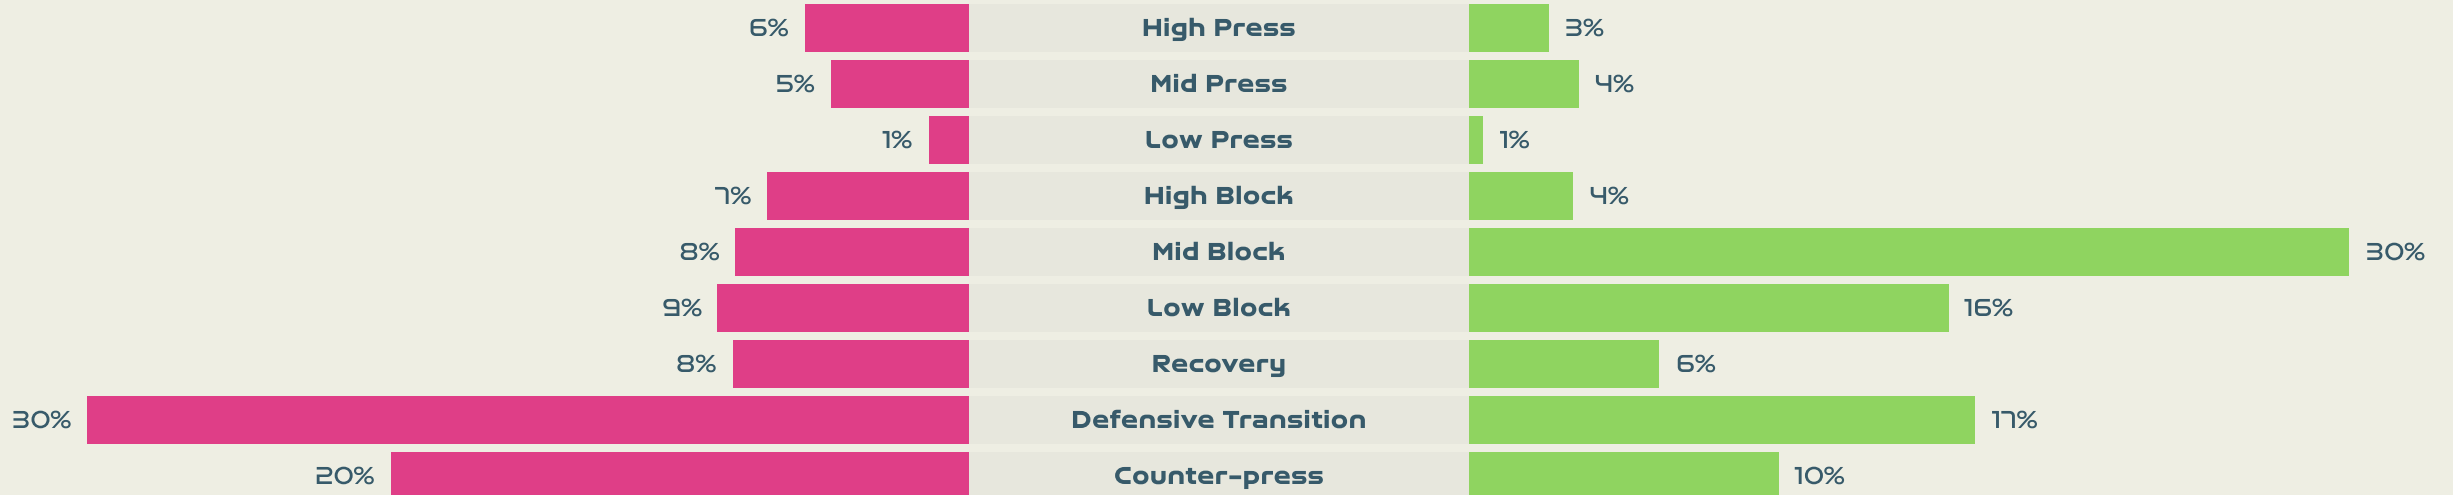 6% High Press 3%
5% Mid Press 4%
1% Low Press 1%
7% High Block 4%
8% Mid Block 30%
9% Low Block 16%
8% Recovery 6%
30% Defensive Transition 17%
20% Counter-press 10%